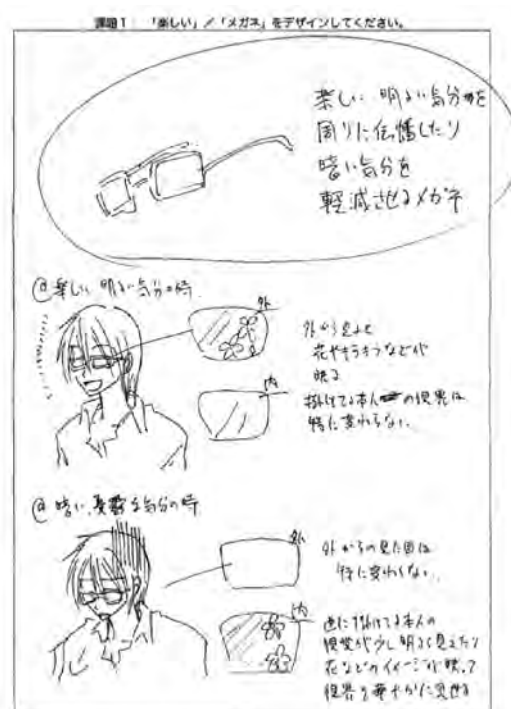 課題1 「楽しい」／「メガネ」をデザインしてください。
楽しい 明るい気分を
周りに伝播したり
暗い気分を
軽減させるメガネ
@楽しい 明るい気分の時
外
内
外から見ると
花やキラキラなどが
映る
掛けてる本人の視界は
特に変わらない
@暗い、憂鬱な気分の時
外
内
外からの見た目は
特に変わらない
逆に掛けてる本人の
視覚が少し明るく見えたり
花などのイメージが映って
視界を華やかに見せる